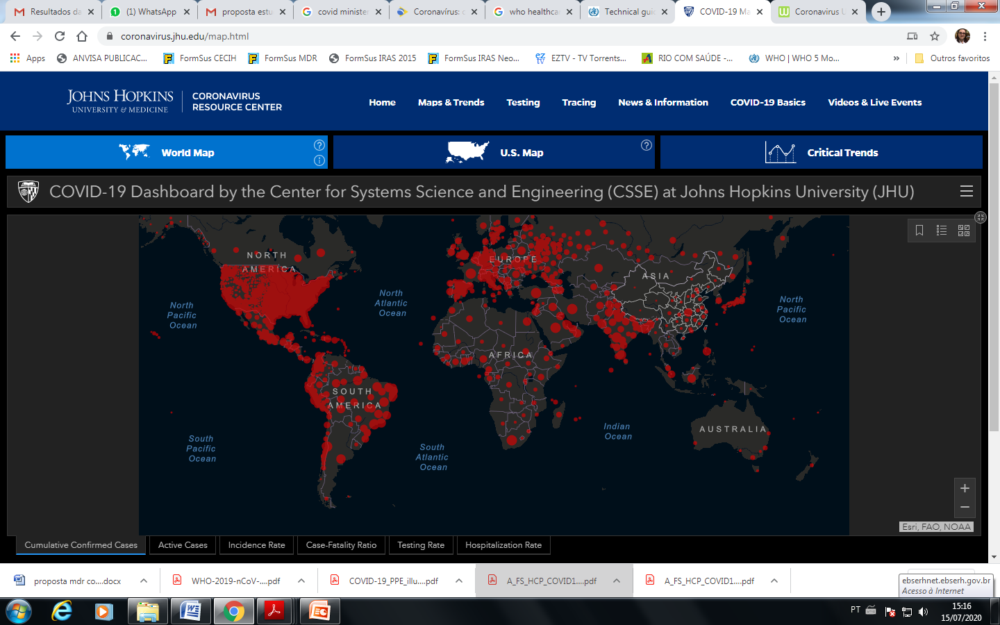 Resultados da
(1) WhatsApp
proposta estu
covid minister
Coronavírus: c
who healthcar
Technical guid
COVID-19 Ma
Coronavirus U
coronavirus.jhu.edu/map.html
Apps
ANVISA PUBLICAC...
FormSus CECIH
FormSus MDR
FormSus IRAS 2015
FormSus IRAS Neo...
EZTV - TV Torrents...
RIO COM SAÚDE -...
WHO | WHO 5 Mo...
»
Outros favoritos
JOHNS HOPKINS
UNIVERSITY & MEDICINE
CORONAVIRUS
RESOURCE CENTER
Home
Maps & Trends
Testing
Tracing
News & Information
COVID-19 Basics
Videos & Live Events
World Map
U.S. Map
Critical Trends
COVID-19 Dashboard by the Center for Systems Science and Engineering (CSSE) at Johns Hopkins University (JHU)
NORTH
AMERICA
EUROPE
ASIA
North
Pacific
Ocean
North
Atlantic
Ocean
North
Pacific
Ocean
AFRICA
SOUTH
AMERICA
Indian
Ocean
AUSTRALIA
South
Pacific
Ocean
South
Atlantic
Ocean
Esri, FAO, NOAA
Cumulative Confirmed Cases
Active Cases
Incidence Rate
Case-Fatality Ratio
Testing Rate
Hospitalization Rate
proposta mdr co....docx
WHO-2019-nCoV-....pdf
COVID-19_PPE_illu....pdf
A_FS_HCP_COVID1....pdf
A_FS_HCP_COVID1....pdf
ebserhnet.ebserh.gov.br
Acesso à Internet
PT
15:16
15/07/2020